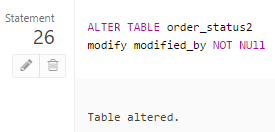 Statement
26
ALTER TABLE order_status2
modify modified_by NOT NUll
Table altered.